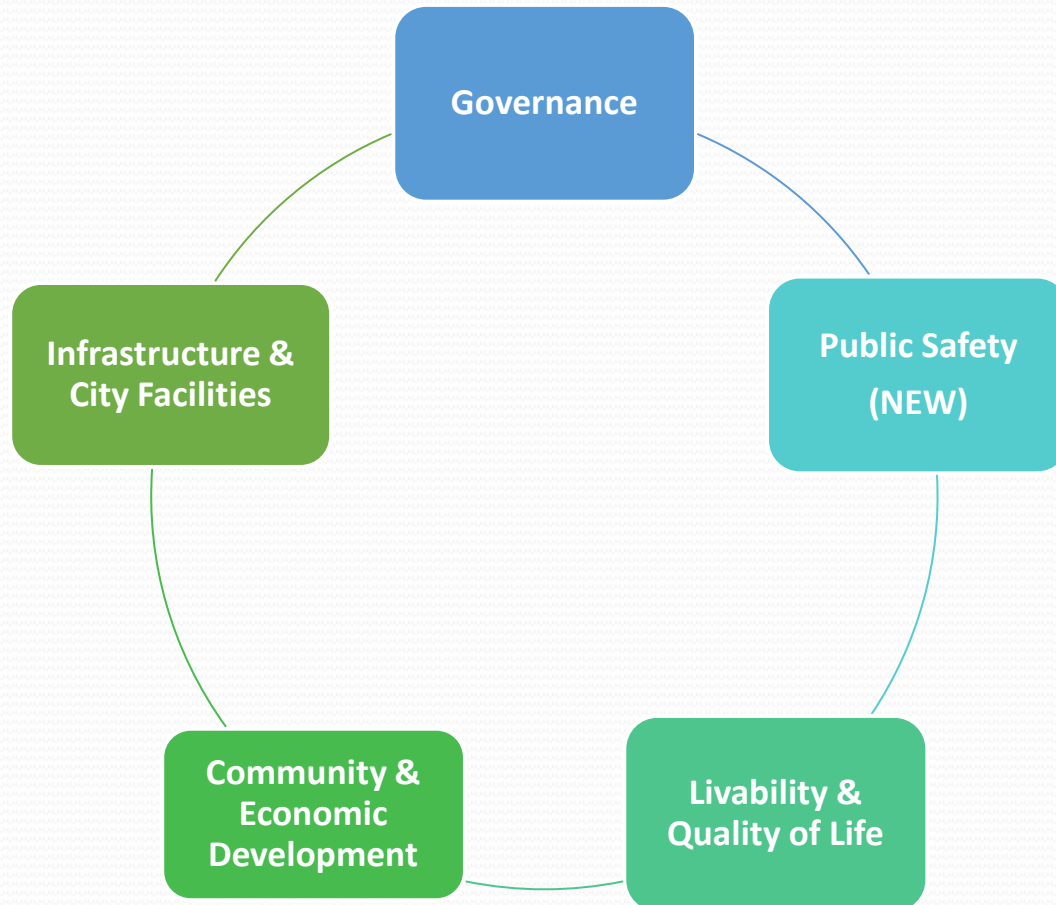 Governance
Public Safety
(NEW)
Livability &
Quality of Life
Community &
Economic
Development
Infrastructure &
City Facilities